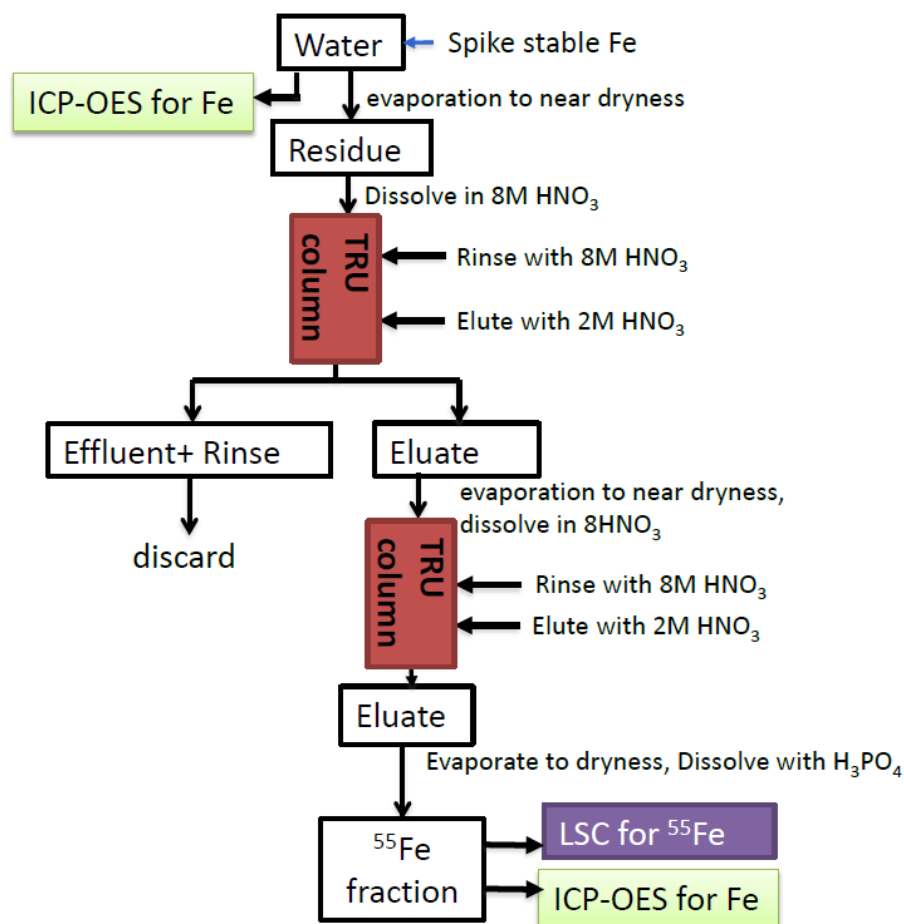 Water
Spike stable Fe
ICP-OES for Fe
evaporation to near dryness
Residue
Dissolve in 8M HNO₃
TRU
column
Rinse with 8M HNO₃
Elute with 2M HNO₃
Effluent+ Rinse
Eluate
evaporation to near dryness,
dissolve in 8HNO₃
discard
TRU
column
Rinse with 8M HNO₃
Elute with 2M HNO₃
Eluate
Evaporate to dryness, Dissolve with H₃PO₄
⁵⁵Fe
fraction
LSC for ⁵⁵Fe
ICP-OES for Fe